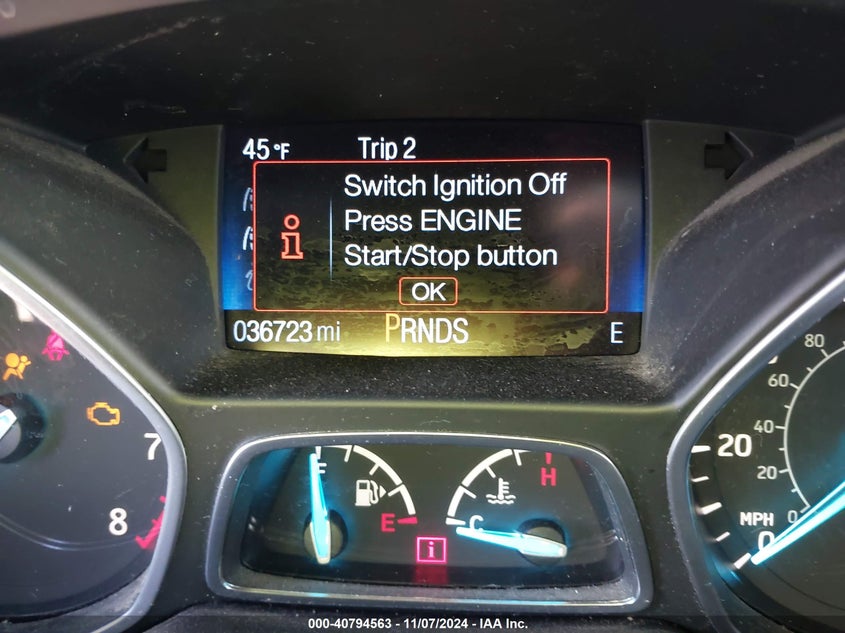 45°F Trip 2
Switch Ignition Off
Press ENGINE
Start/Stop button
OK
036723 mi PRNDS E
7
8
F
E
H
C
i
80
60
40
20
0
20
MPH
0
000-40794563 - 11/07/2024 - IAA Inc.